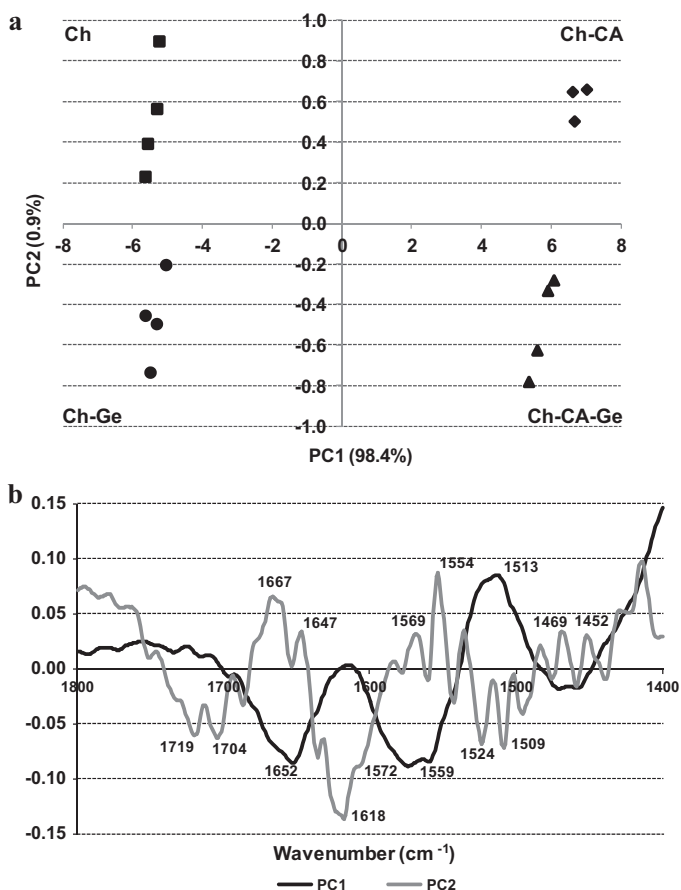 a
Ch
Ch-CA
1.0
0.8
0.6
0.4
0.2
0.0
-8 -6 -4 -2 0 2 4 6 8
-0.2
-0.4
-0.6
-0.8
-1.0
PC2 (0.9%)
Ch-Ge
Ch-CA-Ge
PC1 (98.4%)
b
0.15
0.10
0.05
0.00
-0.05
-0.10
-0.15
1800 1700 1600 1500 1400
1667
1647
1569
1554
1513
1469
1452
1719
1704
1652
1618
1572
1559
1524
1509
Wavenumber (cm -1)
PC1 PC2